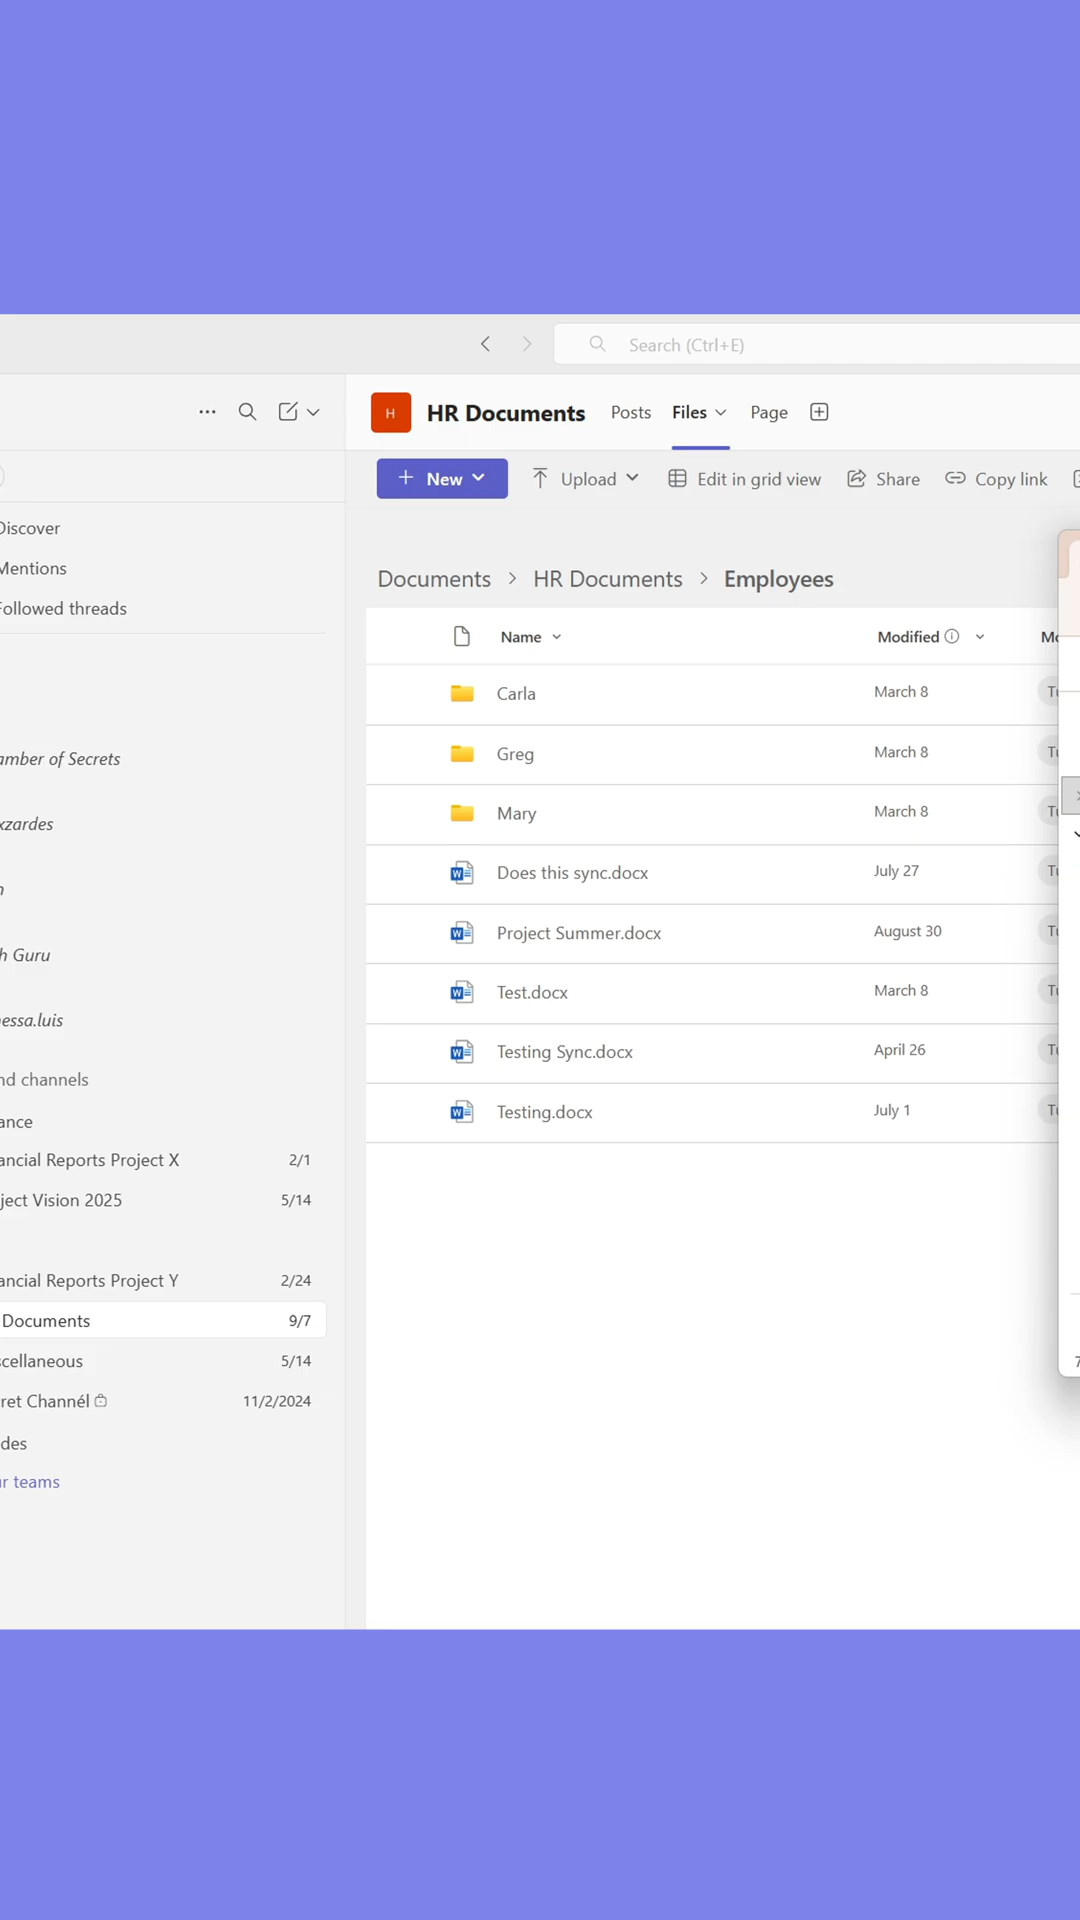 Search (Ctrl+E)
H HR Documents Posts Files Page
New Upload Edit in grid view Share Copy link
Discover
Mentions
Followed threads
Documents > HR Documents > Employees
Name Modified
Carla March 8
Greg March 8
Mary March 8
Does this sync.docx July 27
Project Summer.docx August 30
Test.docx March 8
Testing Sync.docx April 26
Testing.docx July 1
amber of Secrets
xzardes
h Guru
essa.luis
nd channels
ance
ancial Reports Project X 2/1
ject Vision 2025 5/14
ancial Reports Project Y 2/24
Documents 9/7
scellaneous 5/14
ret Channél 11/2/2024
des
ur teams